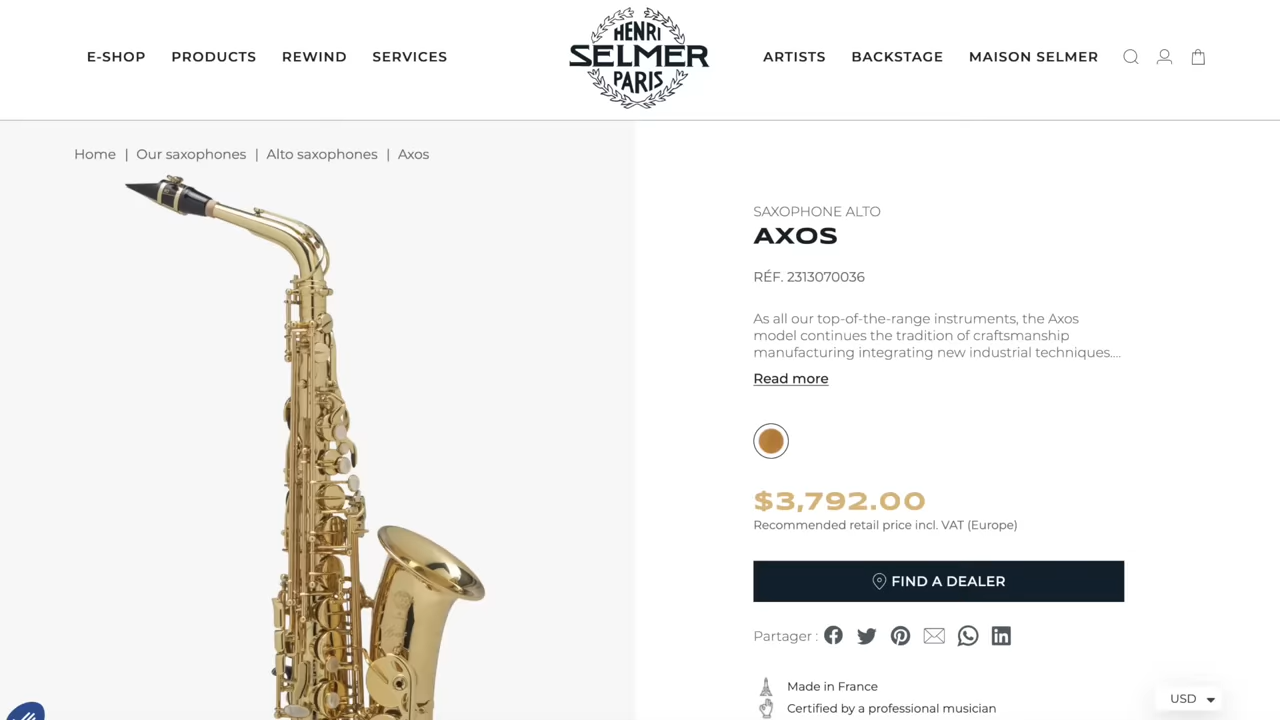 E-SHOP PRODUCTS REWIND SERVICES
HENRI
SELMER
PARIS
ARTISTS BACKSTAGE MAISON SELMER
Home | Our saxophones | Alto saxophones | Axos
SAXOPHONE ALTO
AXOS
RÉF. 2313070036
As all our top-of-the-range instruments, the Axos
model continues the tradition of craftsmanship
manufacturing integrating new industrial techniques....
Read more
$3,792.00
Recommended retail price incl. VAT (Europe)
FIND A DEALER
Partager :
Made in France
Certified by a professional musician
USD